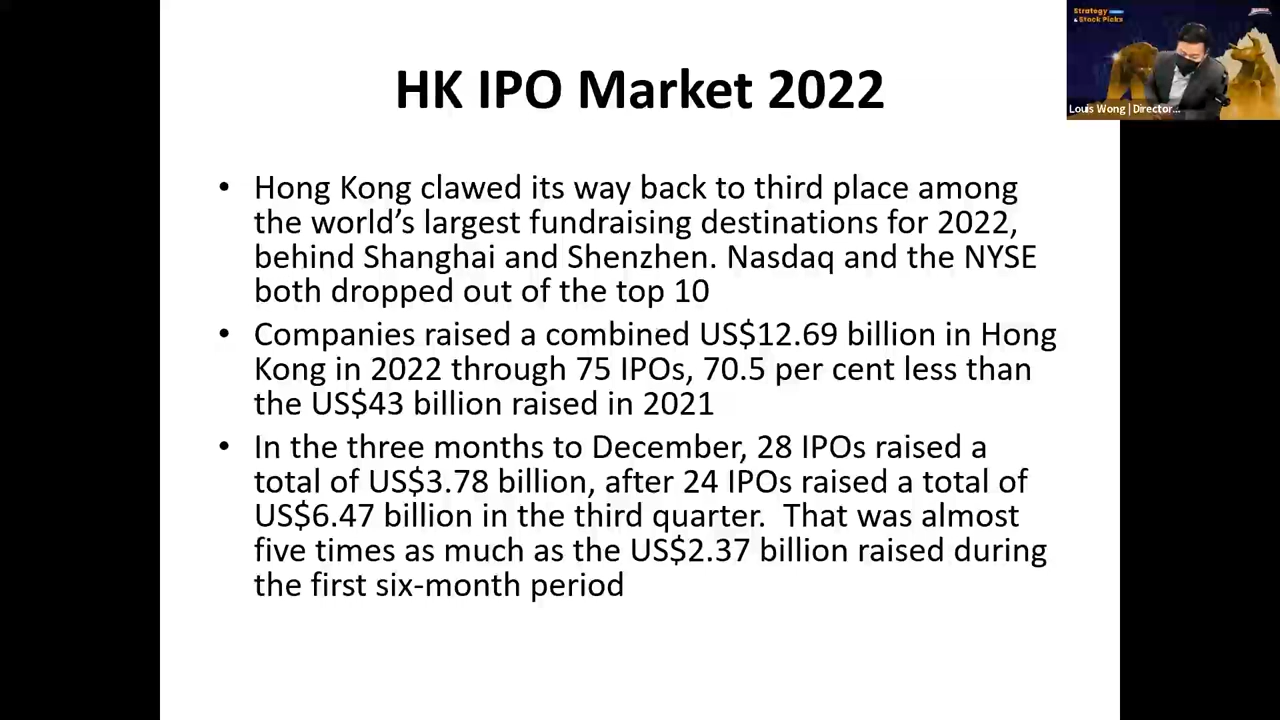 HK IPO Market 2022
Strategy
& Stock Picks
Louis Wong | Director...
• Hong Kong clawed its way back to third place among
the world’s largest fundraising destinations for 2022,
behind Shanghai and Shenzhen. Nasdaq and the NYSE
both dropped out of the top 10
• Companies raised a combined US$12.69 billion in Hong
Kong in 2022 through 75 IPOs, 70.5 per cent less than
the US$43 billion raised in 2021
• In the three months to December, 28 IPOs raised a
total of US$3.78 billion, after 24 IPOs raised a total of
US$6.47 billion in the third quarter.  That was almost
five times as much as the US$2.37 billion raised during
the first six-month period